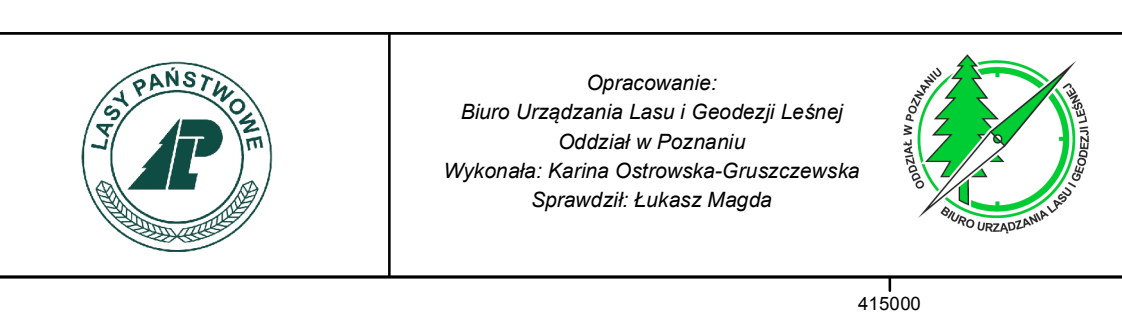 LASY PAŃSTWOWE
LP
Opracowanie:
Biuro Urządzania Lasu i Geodezji Leśnej
Oddział w Poznaniu
Wykonała: Karina Ostrowska-Gruszczewska
Sprawdził: Łukasz Magda
ODDZIAŁ W POZNANIU
BIURO URZĄDZANIA LASU I GEODEZJI LEŚNEJ
415000